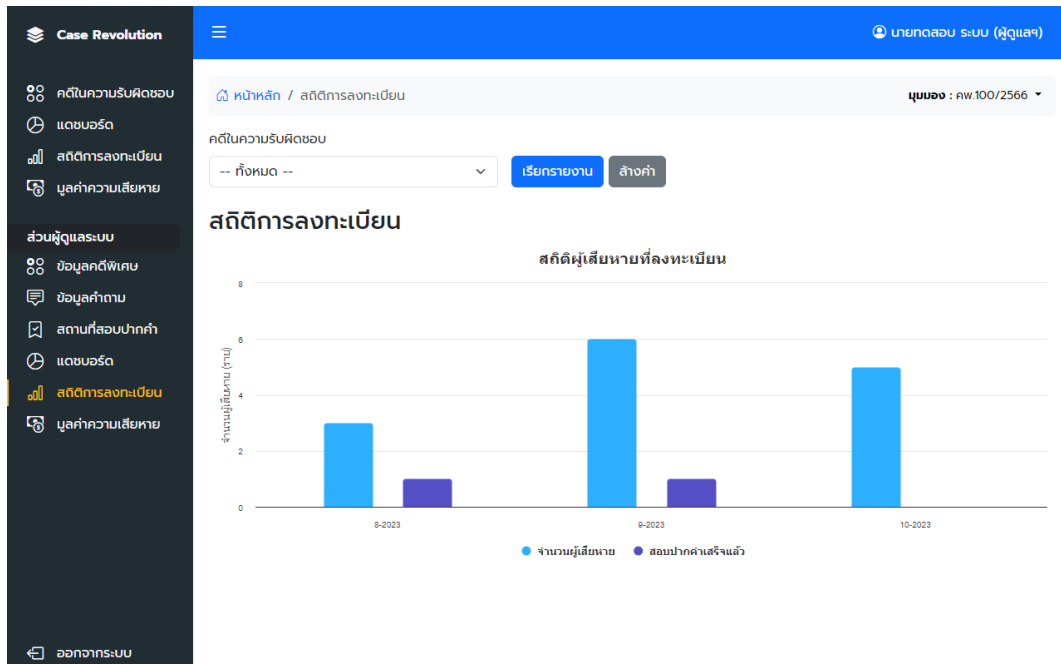 Case Revolution
นายทดสอบ ระบบ (ผู้ดูแลฯ)
คดีในความรับผิดชอบ
แดชบอร์ด
สถิติการลงทะเบียน
มูลค่าความเสียหาย
ส่วนผู้ดูแลระบบ
ข้อมูลคดีพิเศษ
ข้อมูลคำถาม
สถานที่สอบปากคำ
แดชบอร์ด
สถิติการลงทะเบียน
มูลค่าความเสียหาย
ออกจากระบบ
หน้าหลัก / สถิติการลงทะเบียน
มุมมอง : คพ.100/2566
คดีในความรับผิดชอบ
-- ทั้งหมด --
เรียกรายงาน ล้างค่า
สถิติการลงทะเบียน
สถิติผู้เสียหายที่ลงทะเบียน
จำนวนผู้เสียหาย (ราย)
8
6
4
2
0
8-2023 9-2023 10-2023
จำนวนผู้เสียหาย สอบปากคำเสร็จแล้ว